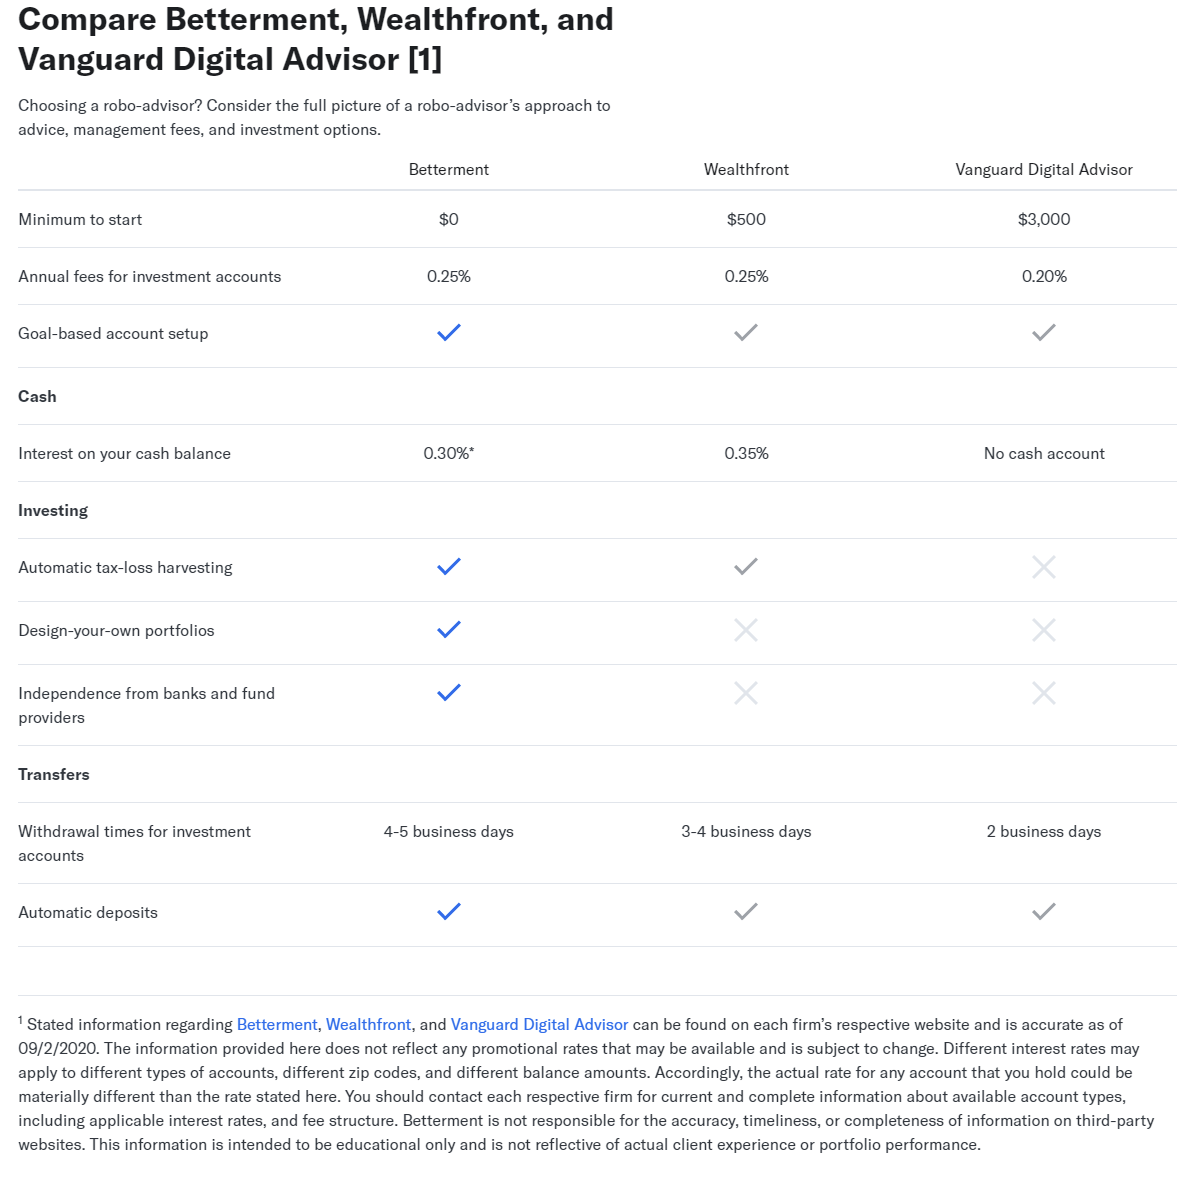 Compare Betterment, Wealthfront, and
Vanguard Digital Advisor [1]
Choosing a robo-advisor? Consider the full picture of a robo-advisor’s approach to
advice, management fees, and investment options.
Betterment Wealthfront Vanguard Digital Advisor
Minimum to start $0 $500 $3,000
Annual fees for investment accounts 0.25% 0.25% 0.20%
Goal-based account setup
Cash
Interest on your cash balance 0.30%* 0.35% No cash account
Investing
Automatic tax-loss harvesting
Design-your-own portfolios
Independence from banks and fund
providers
Transfers
Withdrawal times for investment 4-5 business days 3-4 business days 2 business days
accounts
Automatic deposits
1 Stated information regarding Betterment, Wealthfront, and Vanguard Digital Advisor can be found on each firm’s respective website and is accurate as of
09/2/2020. The information provided here does not reflect any promotional rates that may be available and is subject to change. Different interest rates may
apply to different types of accounts, different zip codes, and different balance amounts. Accordingly, the actual rate for any account that you hold could be
materially different than the rate stated here. You should contact each respective firm for current and complete information about available account types,
including applicable interest rates, and fee structure. Betterment is not responsible for the accuracy, timeliness, or completeness of information on third-party
websites. This information is intended to be educational only and is not reflective of actual client experience or portfolio performance.